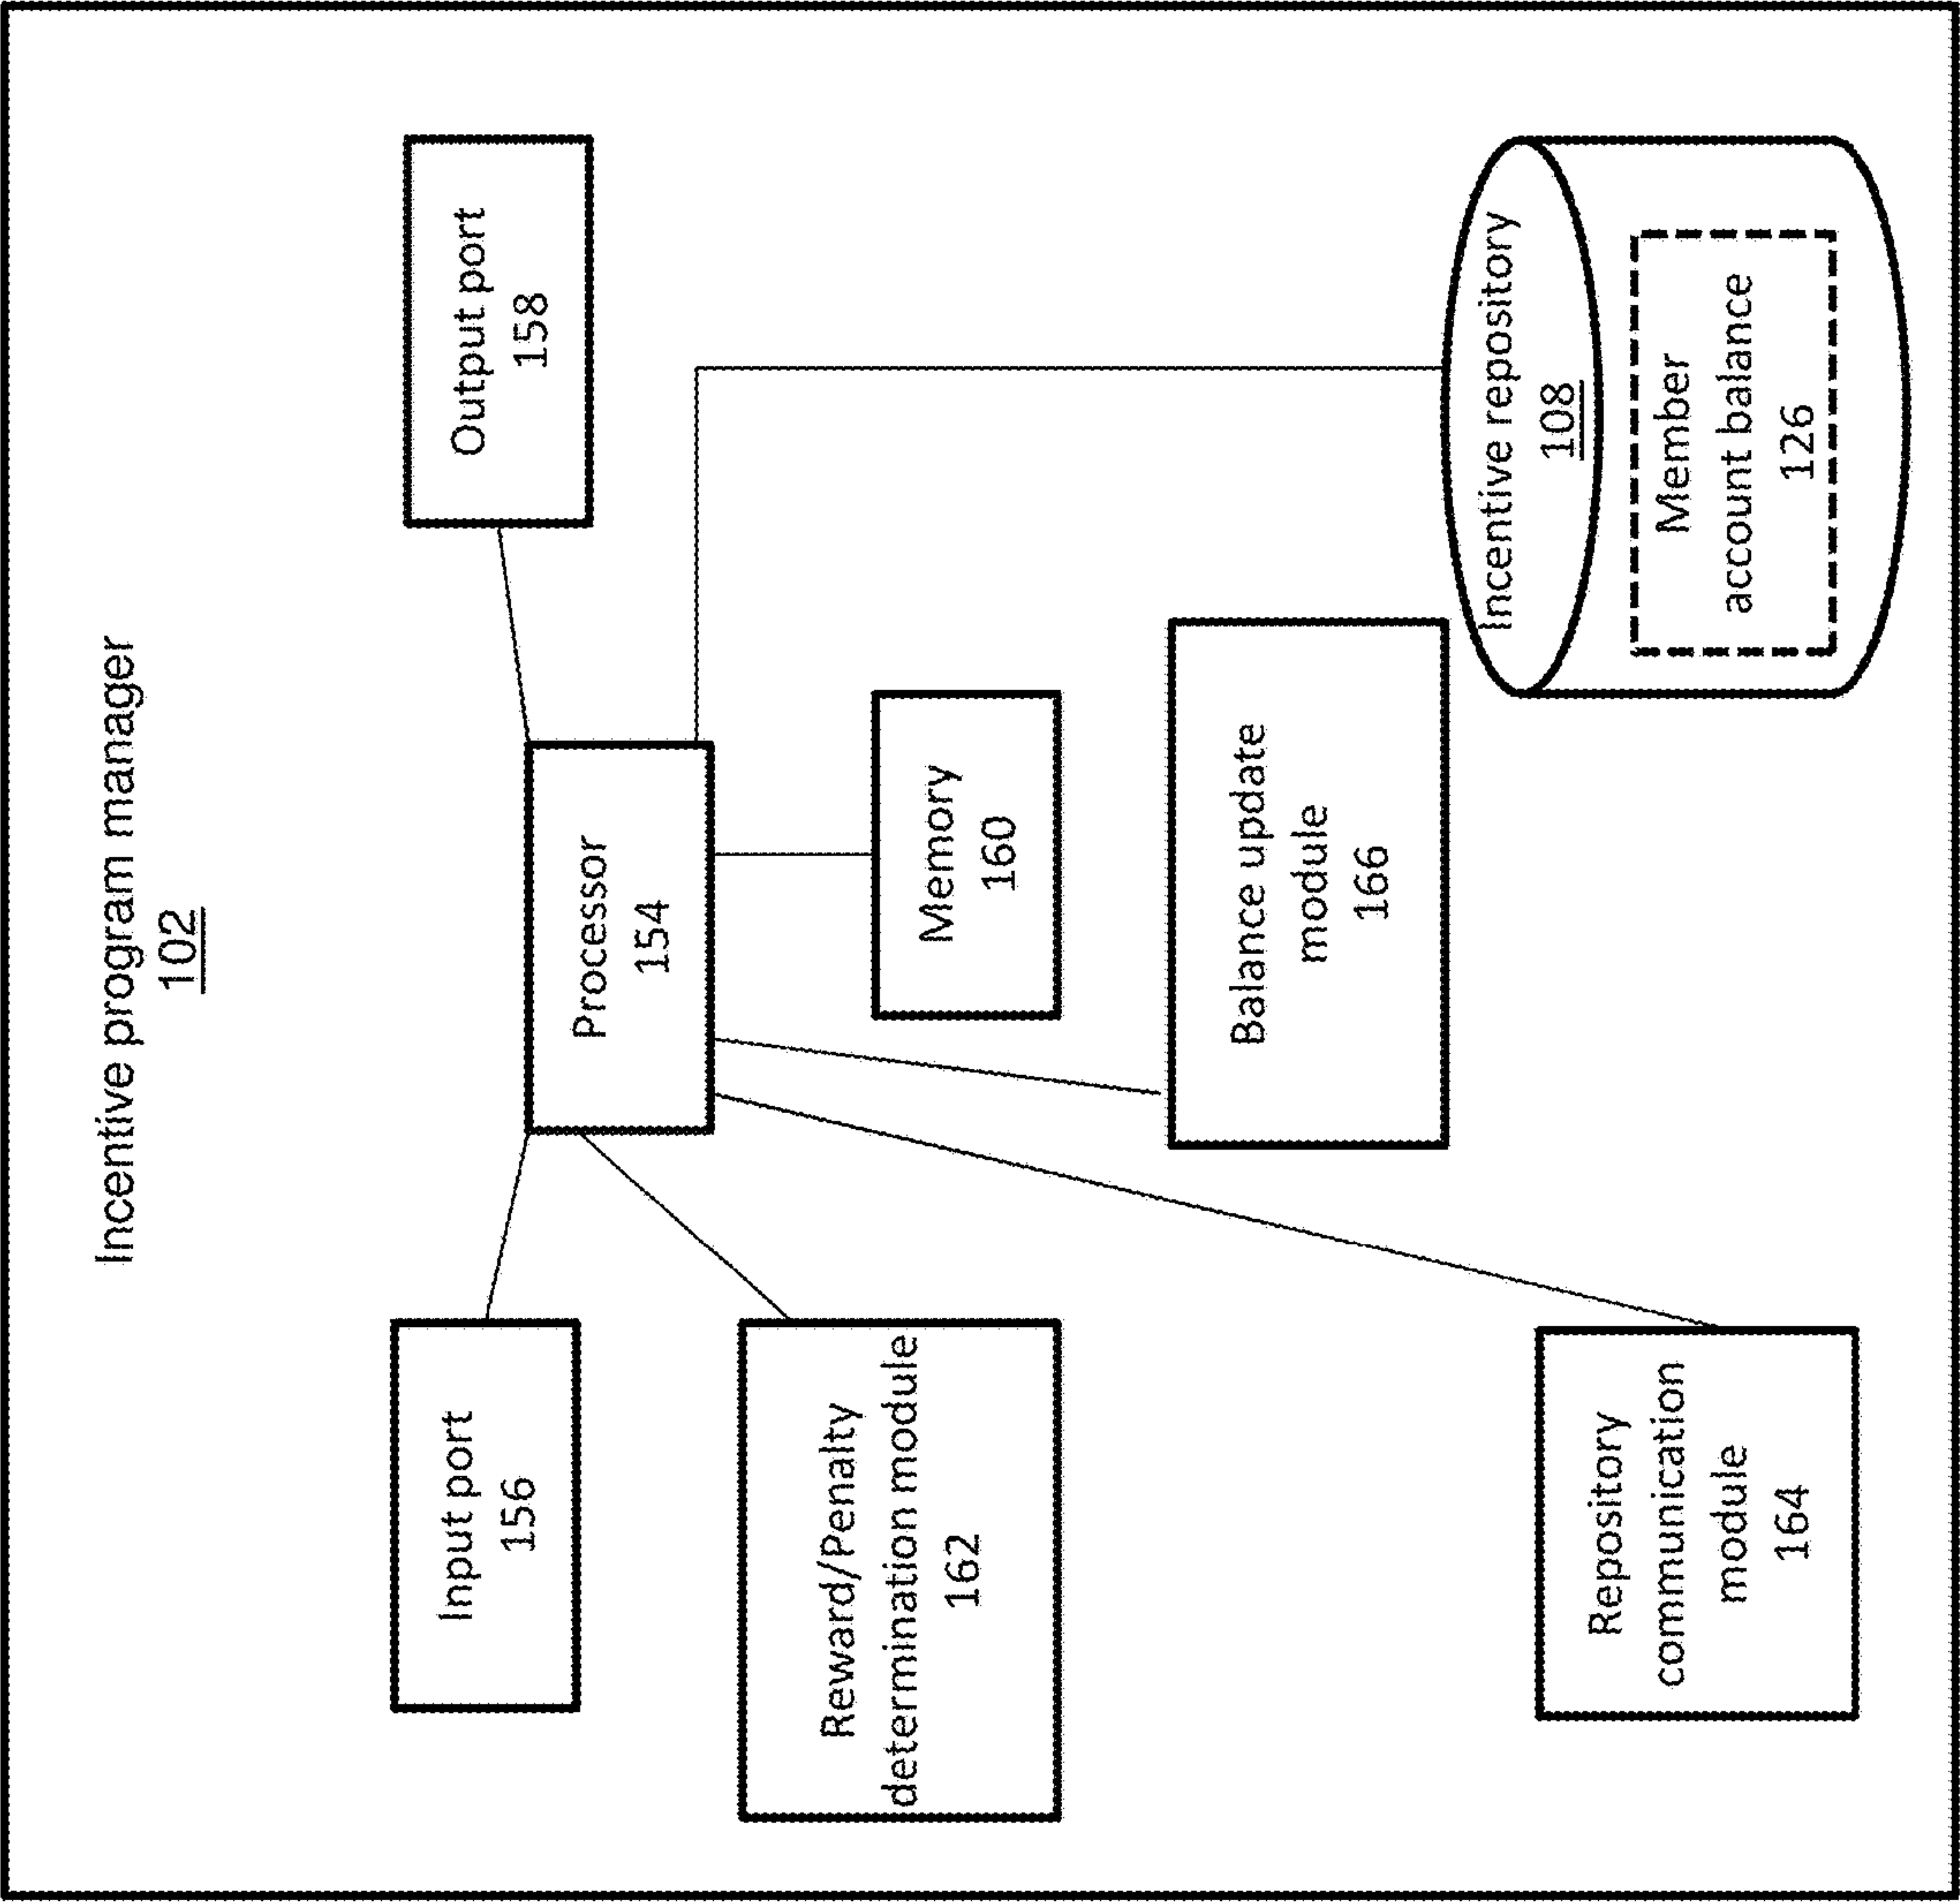 Incentive program manager
102
Input port
156
Processor
154
Output port
158
Reward/Penalty
determination module
162
Memory
160
Balance update
module
166
Repository
communication
module
164
Incentive repository
108
Member
account balance
126